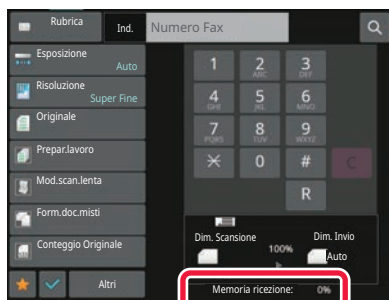 Rubrica
Ind.
Numero Fax
Esposizione
Auto
Risoluzione
Super Fine
Originale
Prepar.lavoro
Mod.scan.lenta
Form.doc.misti
Conteggio Originale
Altri
1
2 ABC
3 DEF
4 GHI
5 JKL
6 MNO
7 PQRS
8 TUV
9 WXYZ
0
#
C
R
Dim. Scansione
100%
Dim. Invio
Auto
Memoria ricezione: 0%